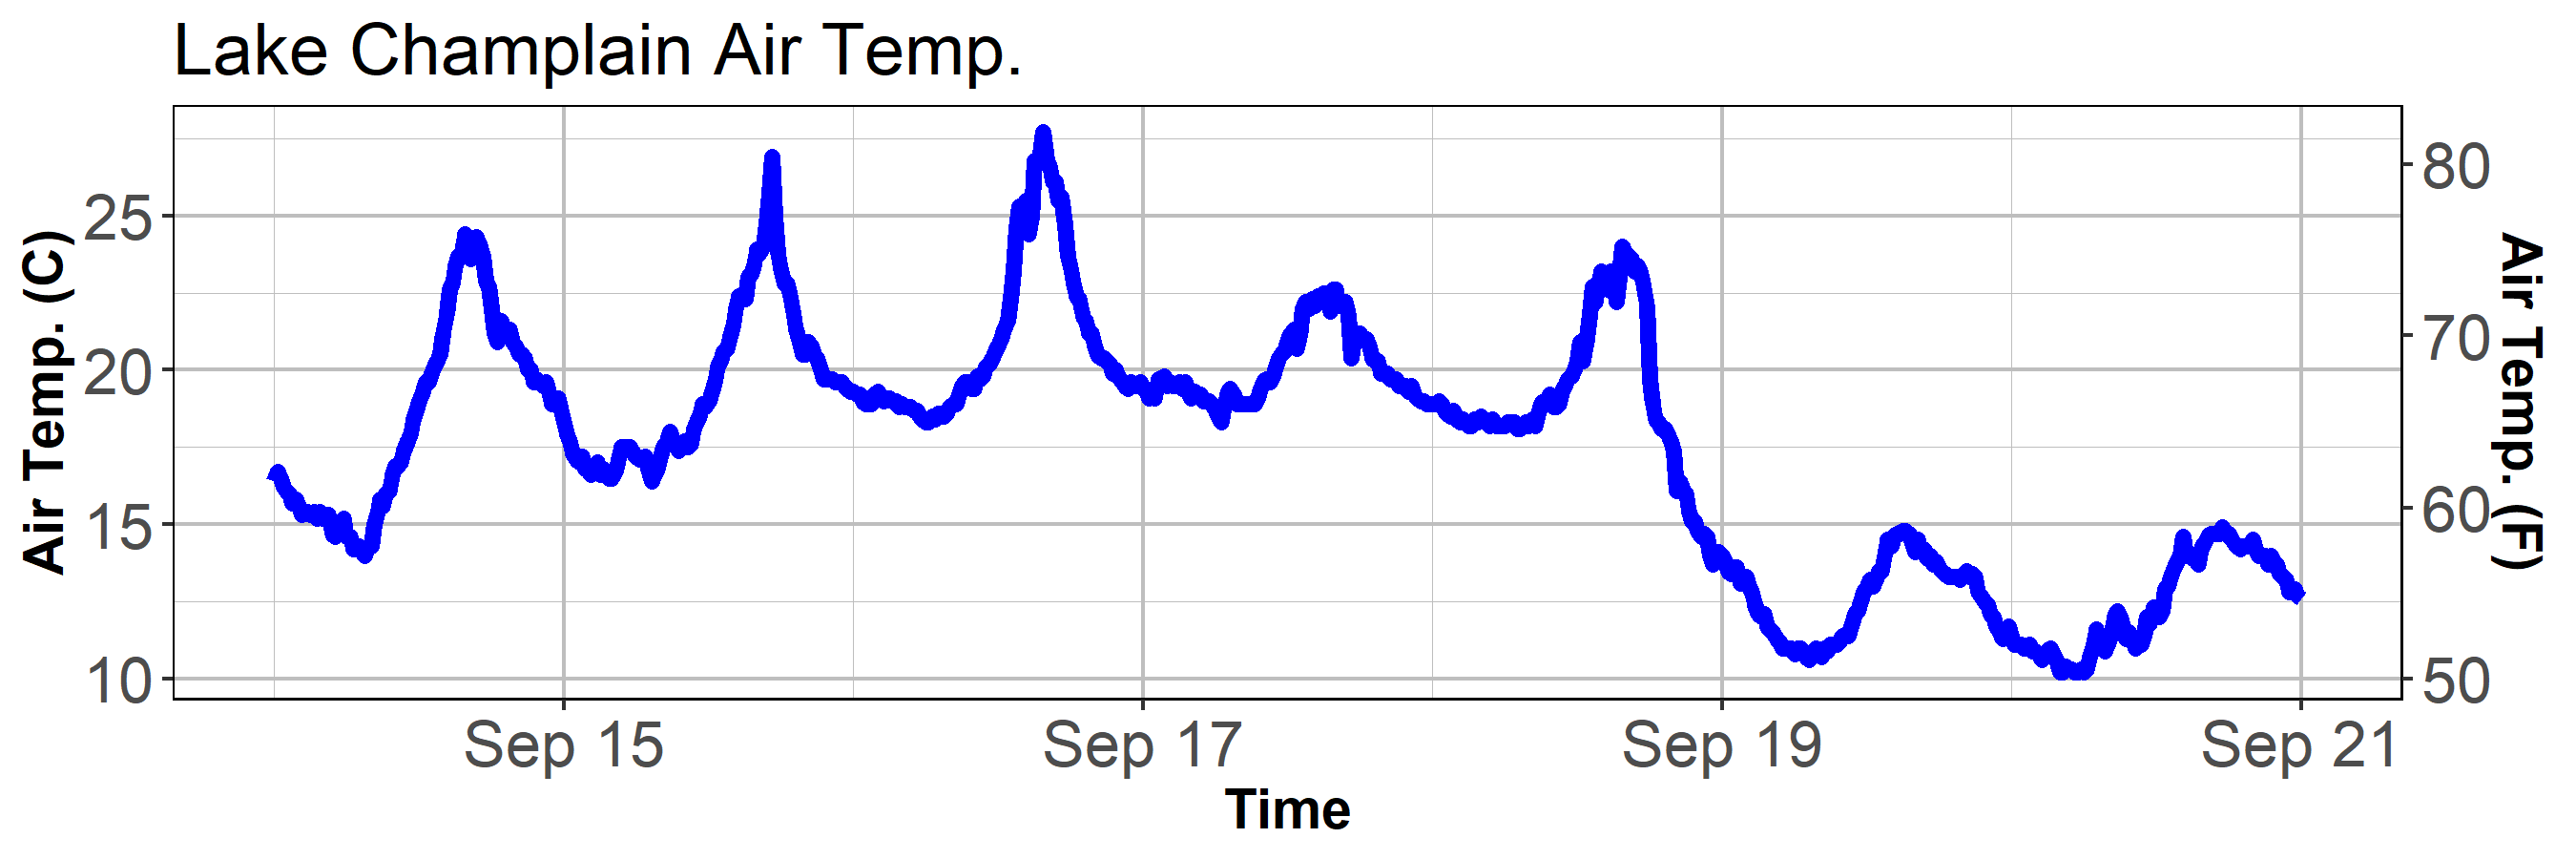 Lake Champlain Air Temp.
Air Temp. (C)
25
20
15
10
80
70
60
50
Air Temp. (F)
Sep 15
Sep 17
Sep 19
Sep 21
Time